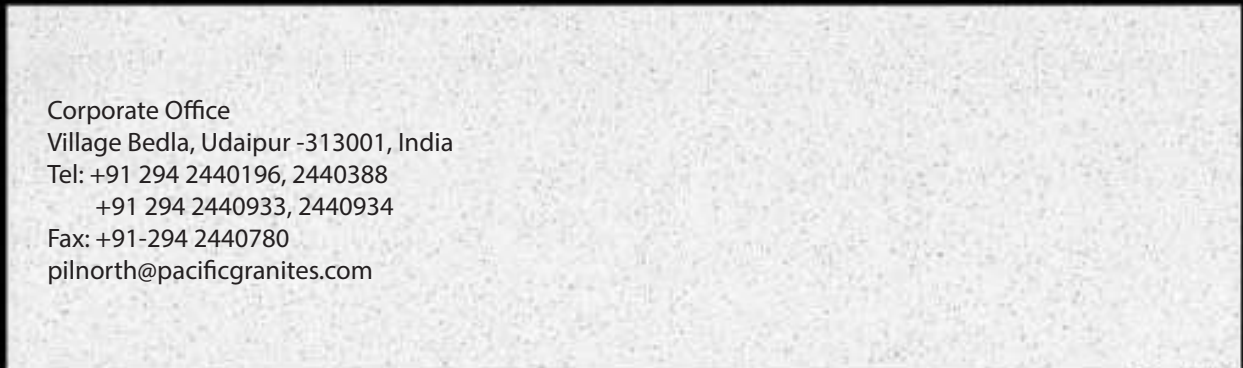 Corporate Office
Village Bedla, Udaipur -313001, India
Tel: +91 294 2440196, 2440388
+91 294 2440933, 2440934
Fax: +91-294 2440780
pilnorth@pacificgranites.com